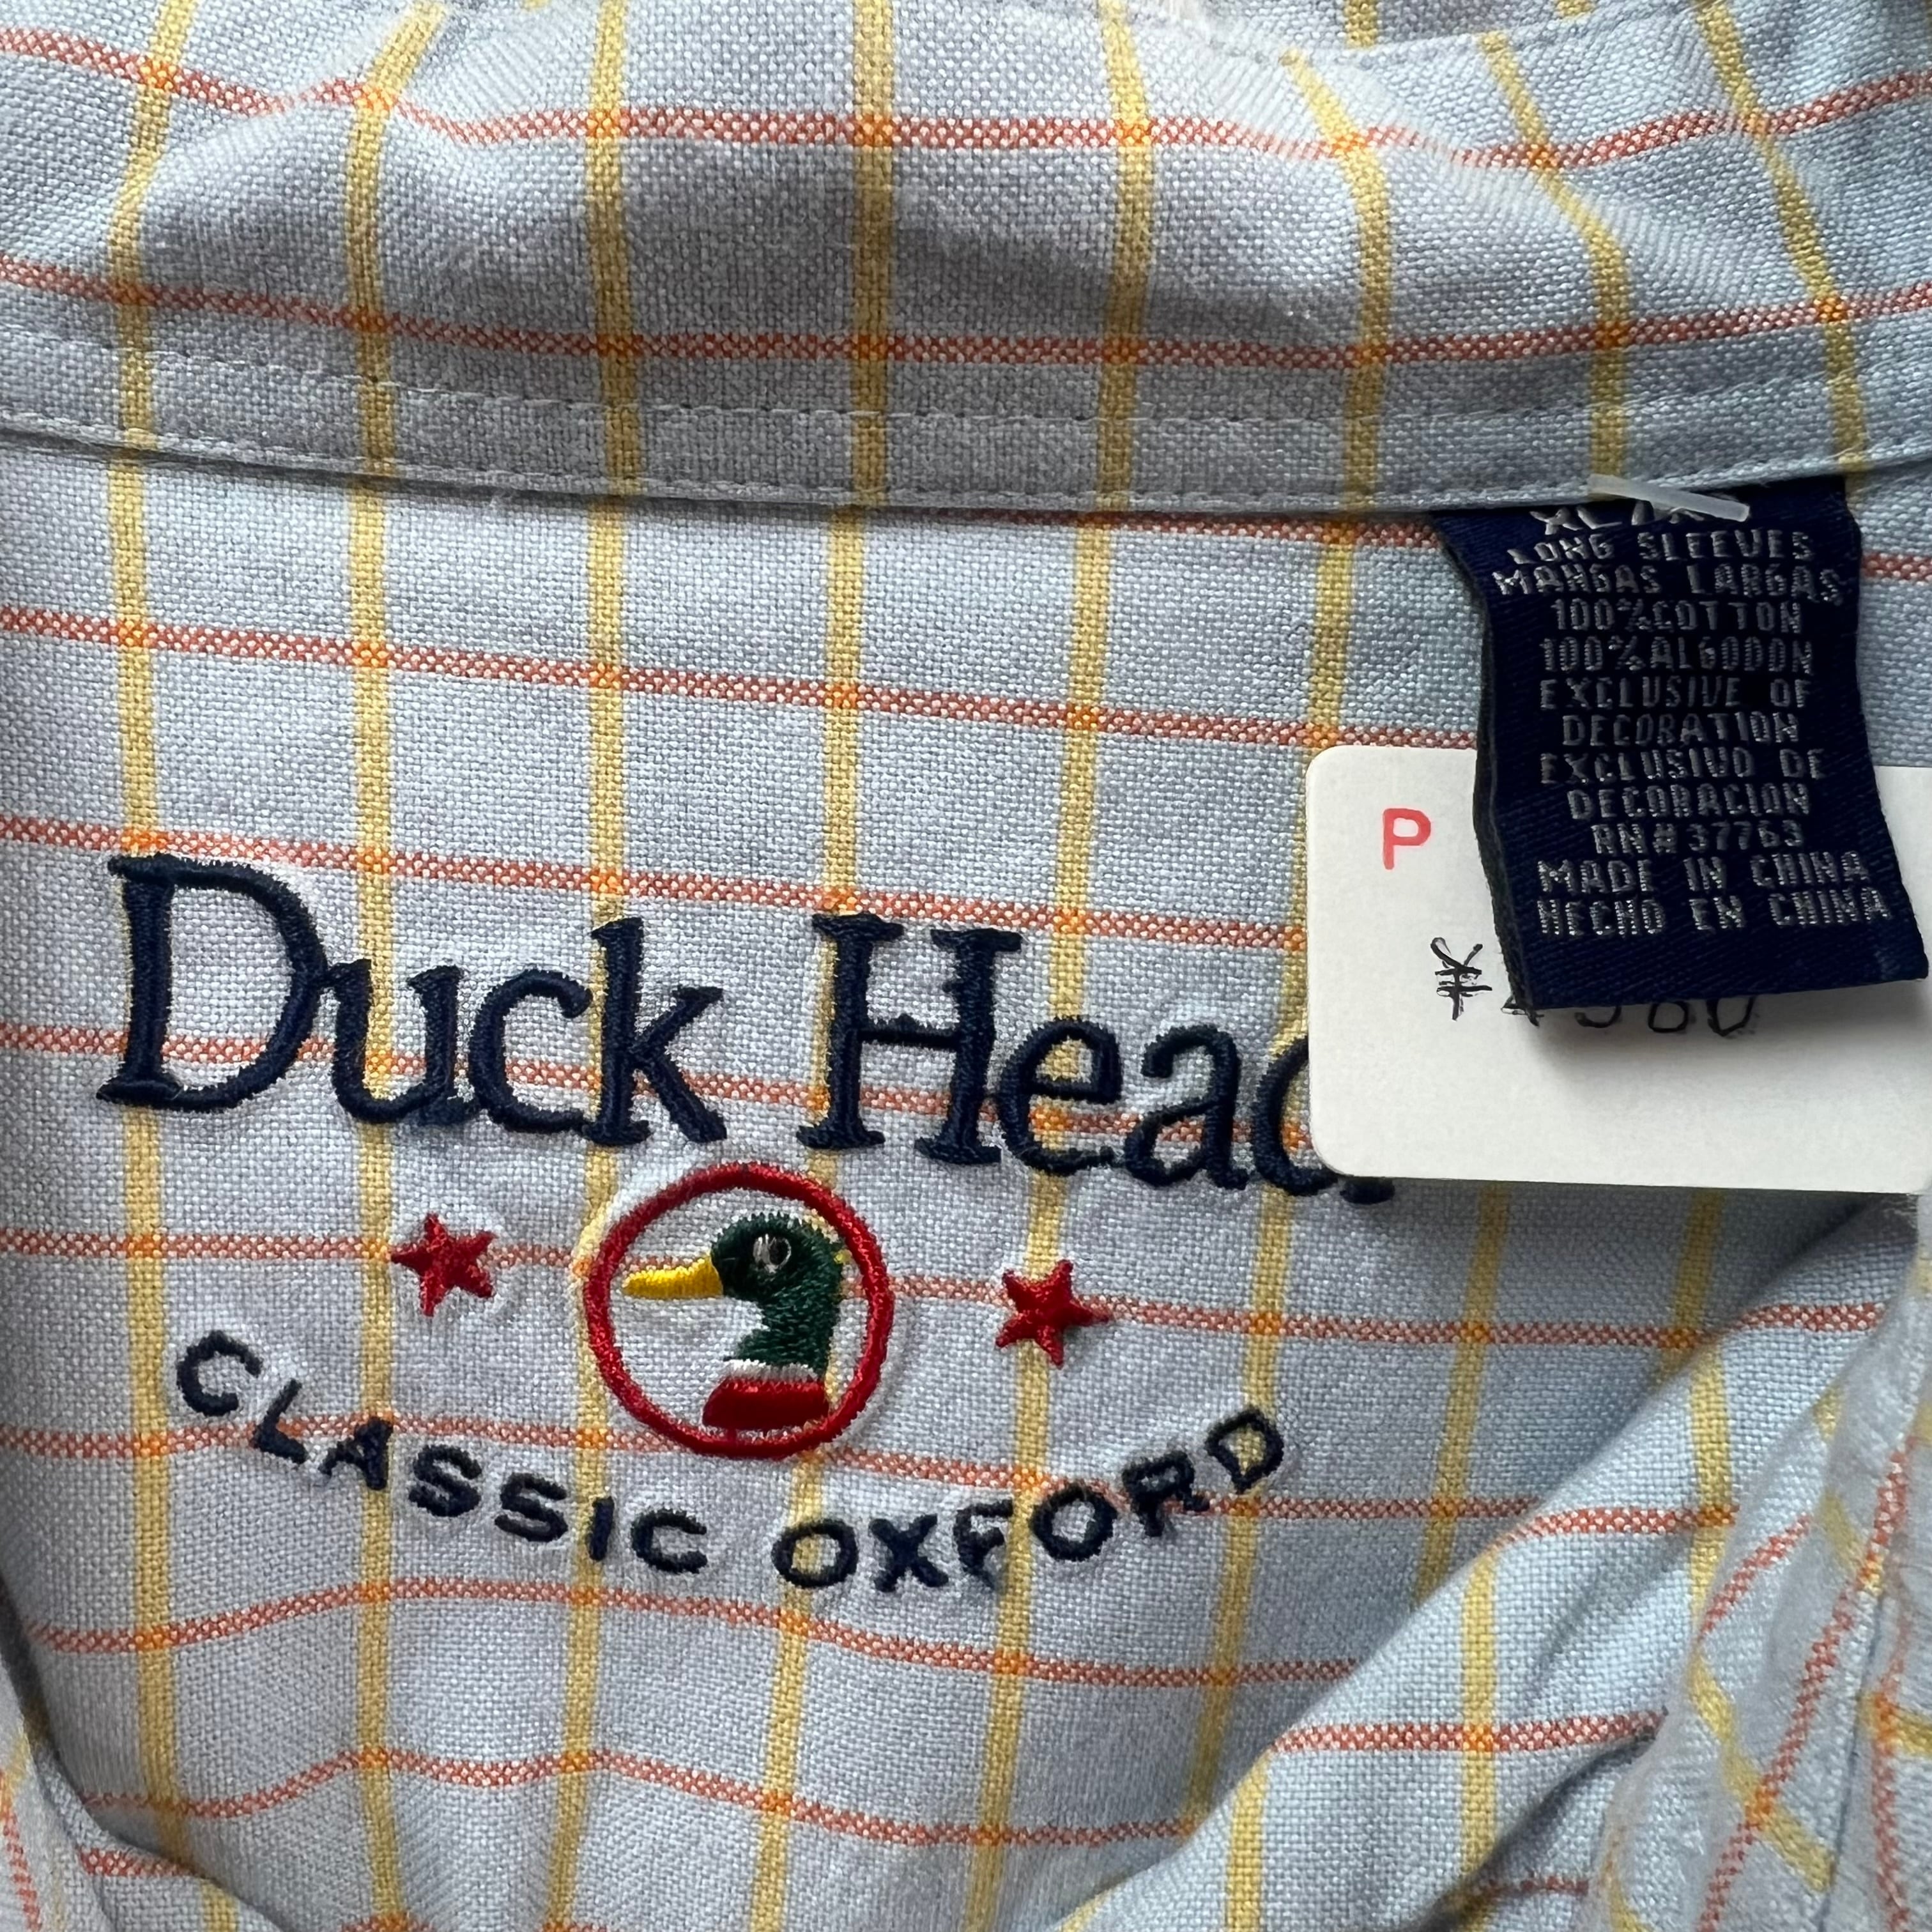 LONG SLEEVES
MANGAS LARGAS
100%COTTON
100%ALGODON
EXCLUSIVE OF
DECORATION
EXCLUSIVO DE
DECORACION
RN#37763
MADE IN CHINA
HECHO EN CHINA
P
¥
Duck Head
CLASSIC OXFORD